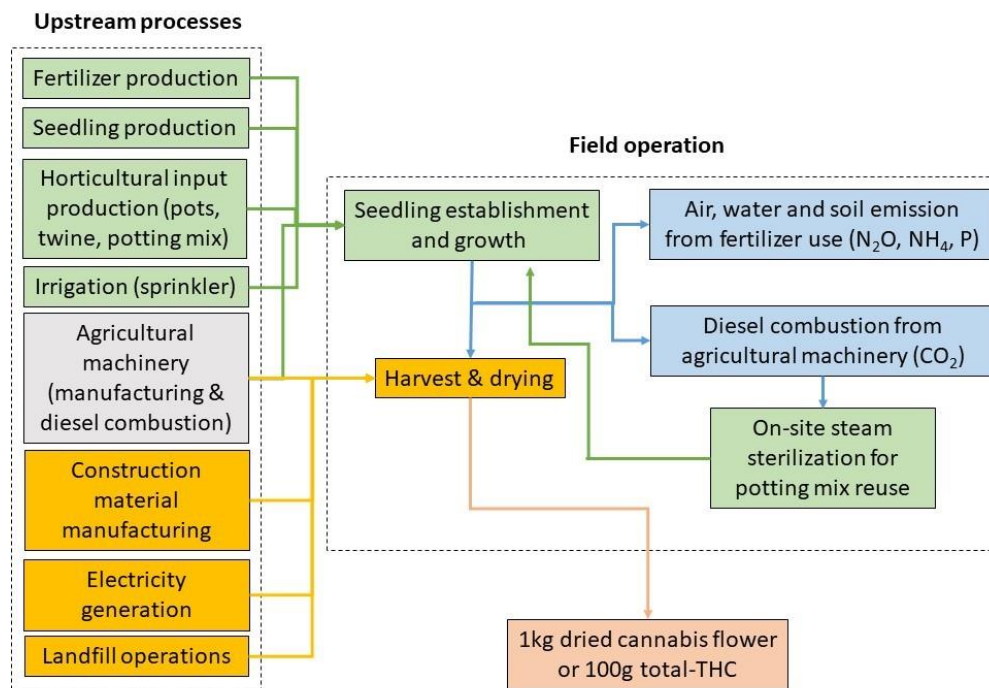 Upstream processes
Fertilizer production
Seedling production
Horticultural input
production (pots,
twine, potting mix)
Irrigation (sprinkler)
Agricultural
machinery
(manufacturing &
diesel combustion)
Construction
material
manufacturing
Electricity
generation
Landfill operations
Field operation
Seedling establishment
and growth
Air, water and soil emission
from fertilizer use (N₂O, NH₄, P)
Diesel combustion from
agricultural machinery (CO₂)
Harvest & drying
On-site steam
sterilization for
potting mix reuse
1kg dried cannabis flower
or 100g total-THC